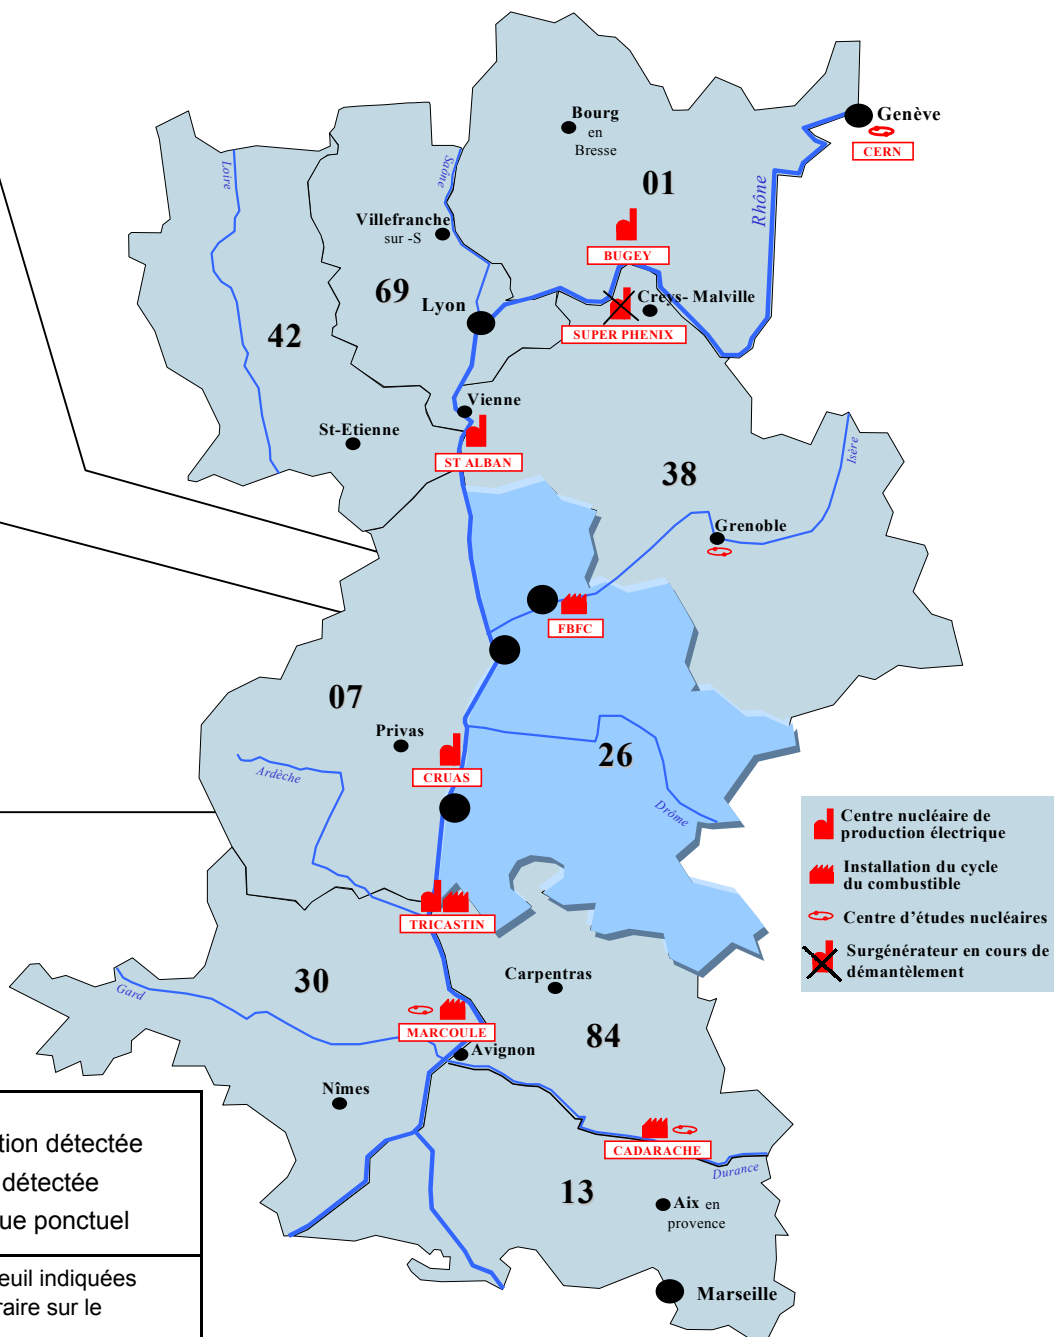 Bourg
en
Bresse
Genève
CERN
01
Rhône
Loire
Saône
Villefranche
sur -S
BUGEY
69
Lyon
Creys- Malville
SUPER PHENIX
42
Vienne
St-Etienne
ST ALBAN
38
Isère
Grenoble
FBFC
07
Privas
26
CRUAS
Ardèche
Drôme
Centre nucléaire de
production électrique
Installation du cycle
du combustible
Centre d'études nucléaires
Surgénérateur en cours de
démantèlement
TRICASTIN
30
Carpentras
Gard
MARCOULE
84
Avignon
Nîmes
CADARACHE
Durance
13
Aix en
provence
Marseille
tion détectée
détectée
ue ponctuel
euil indiquées
raire sur le